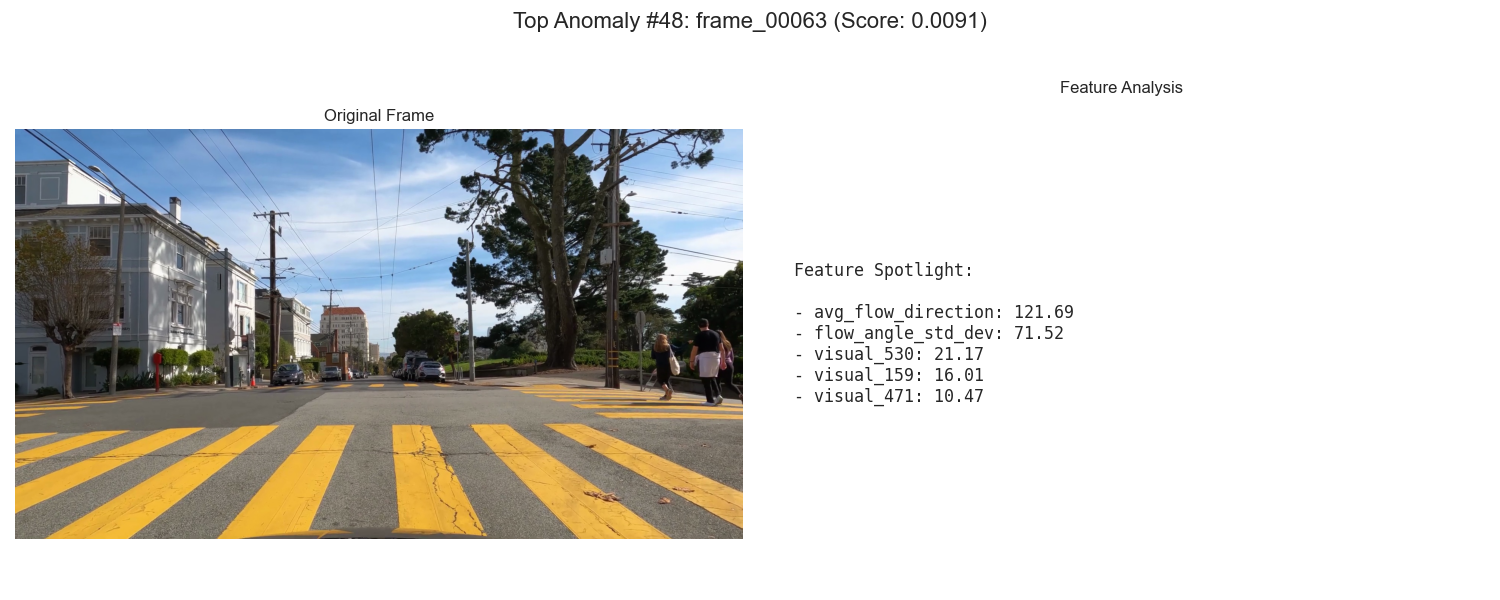 Top Anomaly #48: frame_00063 (Score: 0.0091)
Original Frame
Feature Analysis
Feature Spotlight:
- avg_flow_direction: 121.69
- flow_angle_std_dev: 71.52
- visual_530: 21.17
- visual_159: 16.01
- visual_471: 10.47